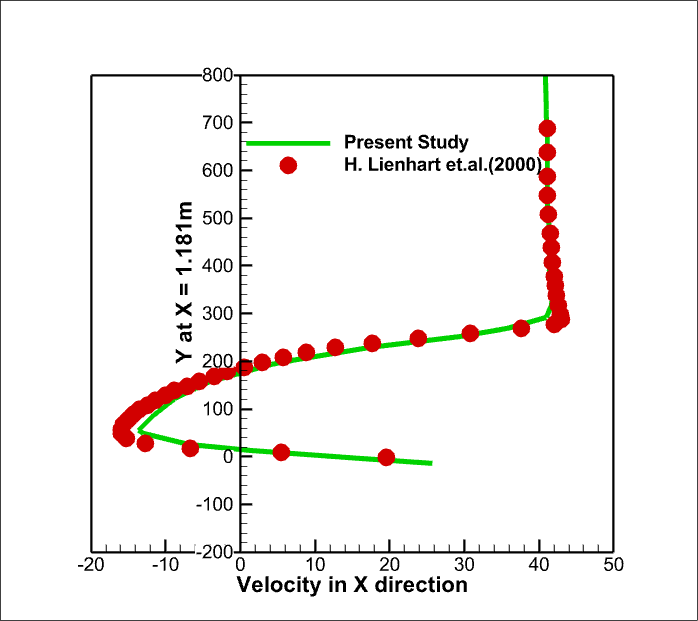 800
700
600
500
400
300
200
100
0
-100
-200
Y at X = 1.181m
Present Study
H. Lienhart et.al.(2000)
-20 -10 0 10 20 30 40 50
Velocity in X direction